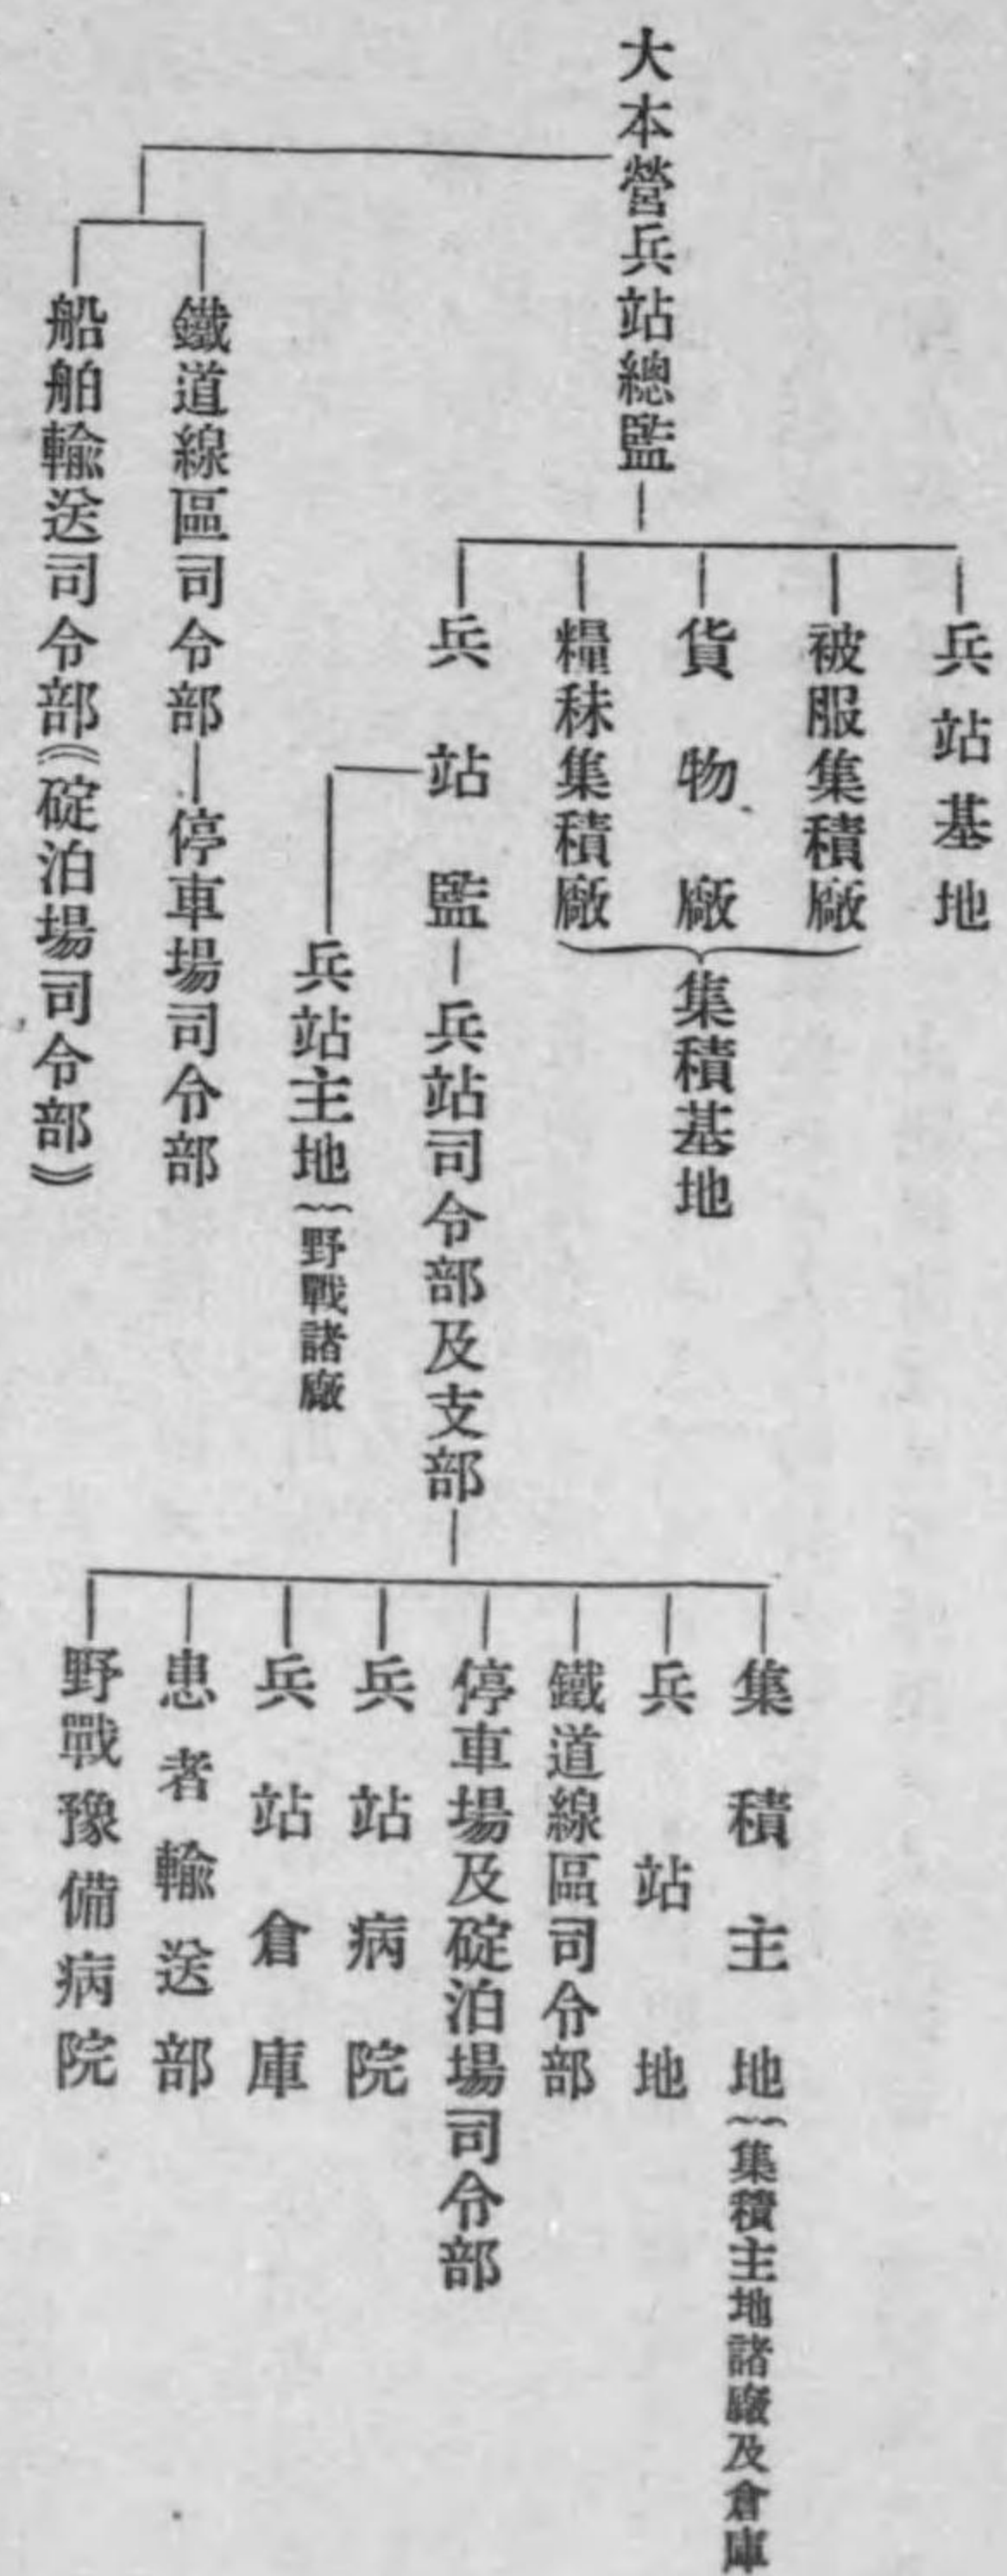 大本營兵站總監
兵站基地
被服集積廠
貨物廠
糧秣集積廠
集積基地
兵站監
兵站司令部及支部
集積主地
集積主地諸廠及倉庫
兵站地
鐵道線區司令部
停車場及碇泊場司令部
兵站病院
兵站倉庫
患者輸送部
野戰豫備病院
兵站主地
野戰諸廠
鐵道線區司令部
停車場司令部
船舶輸送司令部《碇泊場司令部》